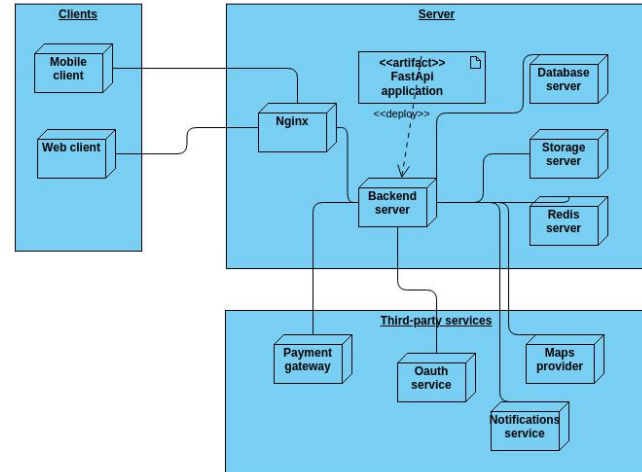 Clients
Mobile
client
Web client
Server
<<artifact>>
FastApi
application
<<deploy>>
Nginx
Backend
server
Database
server
Storage
server
Redis
server
Third-party services
Payment
gateway
Oauth
service
Maps
provider
Notifications
service